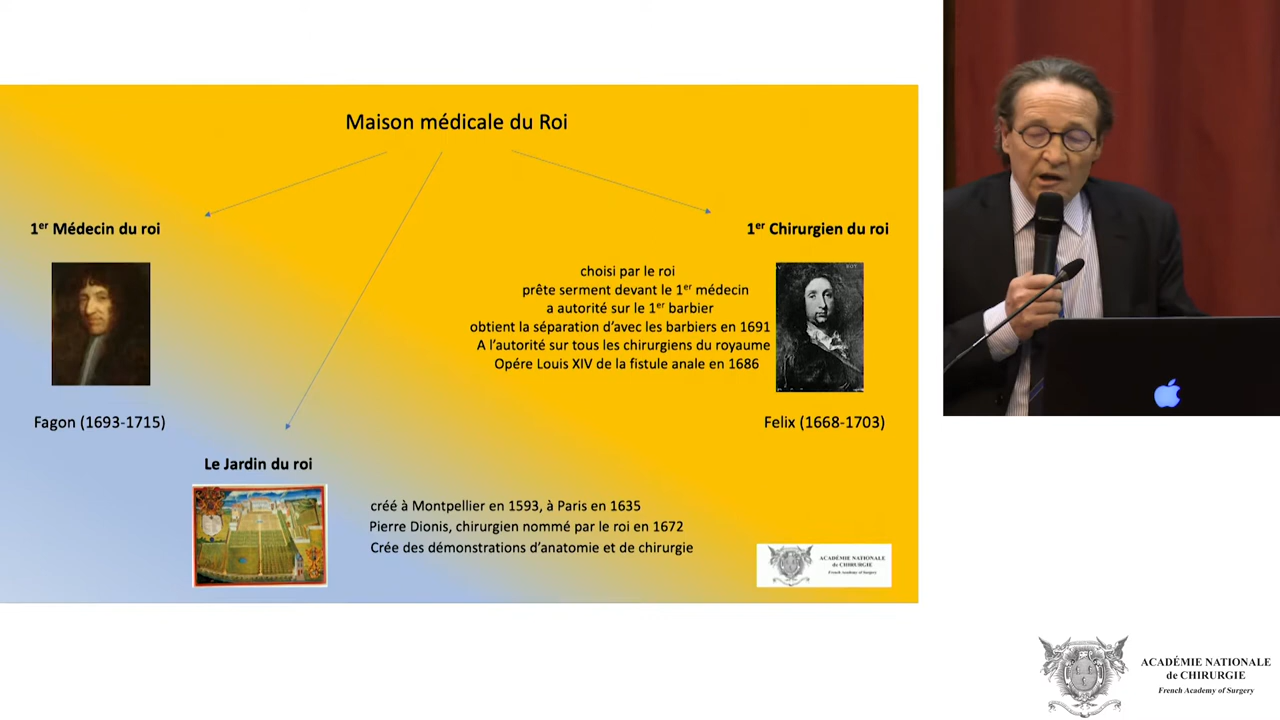 Maison médicale du Roi
1er Médecin du roi
1er Chirurgien du roi
choisi par le roi
prête serment devant le 1er médecin
a autorité sur le 1er barbier
obtient la séparation d'avec les barbiers en 1691
A l'autorité sur tous les chirurgiens du royaume
Opére Louis XIV de la fistule anale en 1686
Fagon (1693-1715)
Felix (1668-1703)
Le Jardin du roi
créé à Montpellier en 1593, à Paris en 1635
Pierre Dionis, chirurgien nommé par le roi en 1672
Crée des démonstrations d'anatomie et de chirurgie
ACADÉMIE NATIONALE
de CHIRURGIE
French Academy of Surgery
ACADÉMIE NATIONALE
de CHIRURGIE
French Academy of Surgery